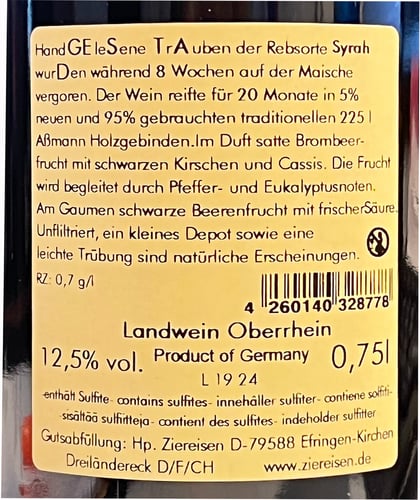 HandGEleSene TrAuben der Rebsorte Syrah
wurDen während 8 Wochen auf der Maische
vergoren. Der Wein reifte für 20 Monate in 5%
neuen und 95% gebrauchten traditionellen 225 l
Aßmann Holzgebinden.Im Duft satte Brombeer-
frucht mit schwarzen Kirschen und Cassis. Die Frucht
wird begleitet durch Pfeffer- und Eukalyptusnoten.
Am Gaumen schwarze Beerenfrucht mit frischerSäure.
Unfliltriert, ein kleines Depot sowie eine
leichte Trübung sind natürliche Erscheinungen.
RZ: 0,7 g/l
4 260140 328778
Landwein Oberrhein
12,5% vol. Product of Germany 0,75l
L 19 24
enthält Sulfite- contains sulfites- innehåller sulfiter- contiene solfiti-
sisältää sulfiitteja- contient des sulfites- indeholder sulfitter
Gutsabfüllung: Hp. Ziereisen D-79588 Efringen-Kirchen
Dreiländereck D/F/CH www.ziereisen.de